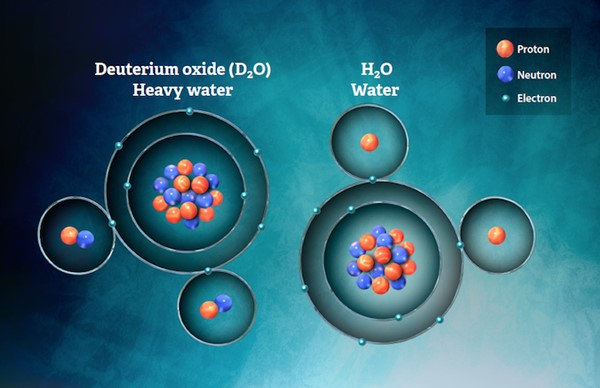 Deuterium oxide (D₂O)
Heavy water
H₂O
Water
Proton
Neutron
Electron